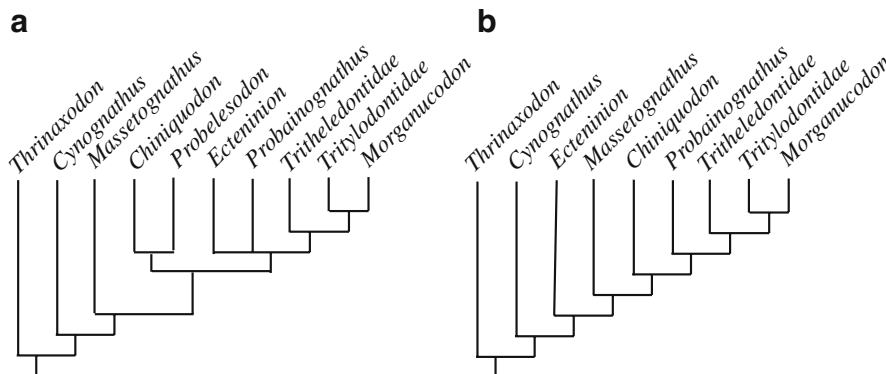 a
Thrinaxodon
Cynognathus
Massetognathus
Chiniquodon
Probelesodon
Ecteninion
Probainognathus
Tritheledontidae
Tritylodontidae
Morganucodon
b
Thrinaxodon
Cynognathus
Ecteninion
Massetognathus
Chiniquodon
Probainognathus
Tritheledontidae
Tritylodontidae
Morganucodon